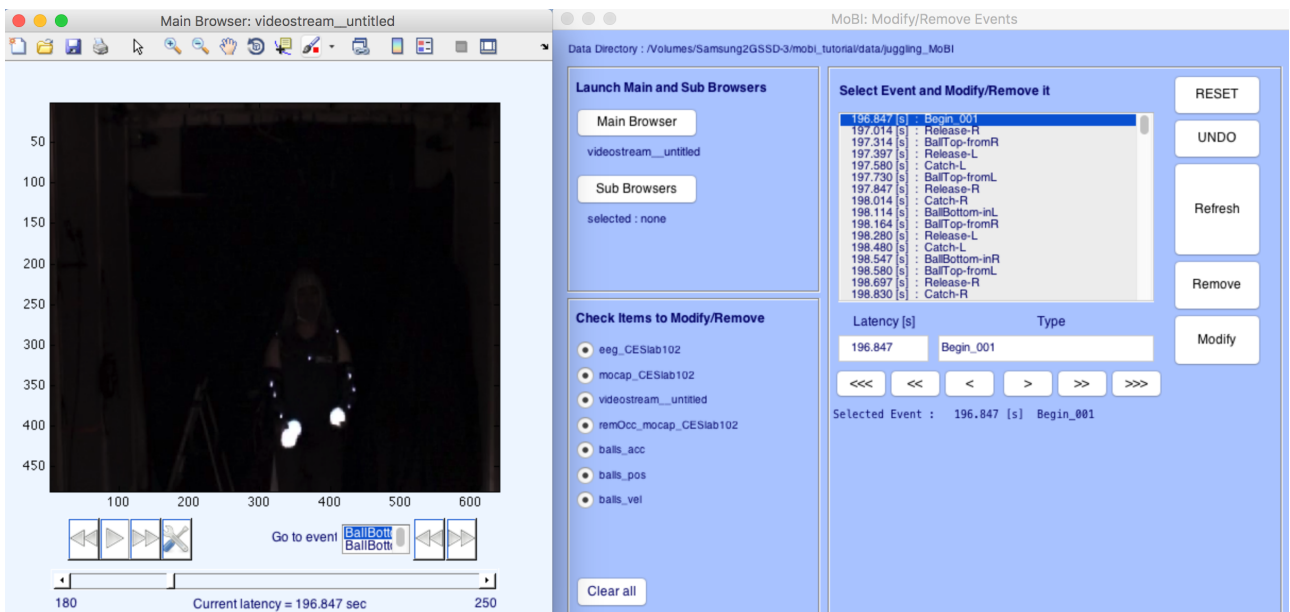 Main Browser: videostream__untitled
50
100
150
200
250
300
350
400
450
100 200 300 400 500 600
Go to event
BallBott
BallBott
180 Current latency = 196.847 sec 250
MoBI: Modify/Remove Events
Data Directory : /Volumes/Samsung2GSSD-3/mobi_tutorial/data/juggling_MoBI
Launch Main and Sub Browsers
Main Browser
videostream__untitled
Sub Browsers
selected : none
Check Items to Modify/Remove
eeg_CESlab102
mocap_CESlab102
videostream__untitled
remOcc_mocap_CESlab102
balls_acc
balls_pos
balls_vel
Clear all
Select Event and Modify/Remove it
196.847 [s] : Begin_001
197.014 [s] : Release-R
197.314 [s] : BallTop-fromR
197.397 [s] : Release-L
197.580 [s] : Catch-L
197.730 [s] : BallTop-fromL
197.847 [s] : Release-R
198.014 [s] : Catch-R
198.114 [s] : BallBottom-inL
198.164 [s] : BallTop-fromR
198.280 [s] : Release-L
198.480 [s] : Catch-L
198.547 [s] : BallBottom-inR
198.580 [s] : BallTop-fromL
198.697 [s] : Release-R
198.830 [s] : Catch-R
Latency [s] Type
196.847 Begin_001
<<< << < > >> >>>
Selected Event : 196.847 [s] Begin_001
RESET
UNDO
Refresh
Remove
Modify